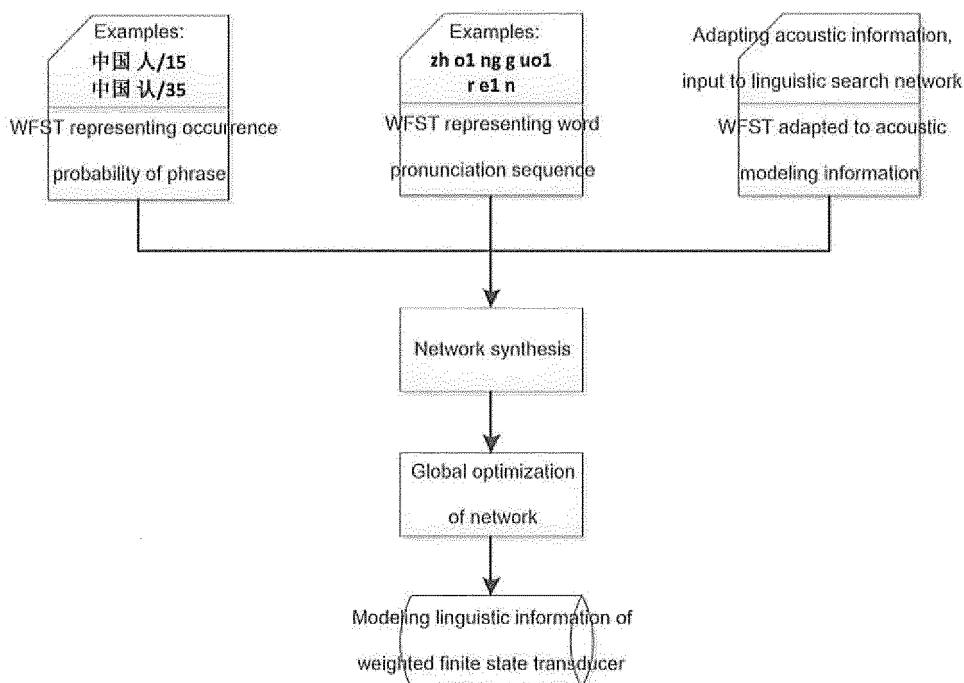 Examples:
中国 人/15
中国 认/35
WFST representing occurrence
probability of phrase
Examples:
zh o1 ng g uo1
r e1 n
WFST representing word
pronunciation sequence
Adapting acoustic information,
input to linguistic search network
WFST adapted to acoustic
modeling information
Network synthesis
Global optimization
of network
Modeling linguistic information of
weighted finite state transducer